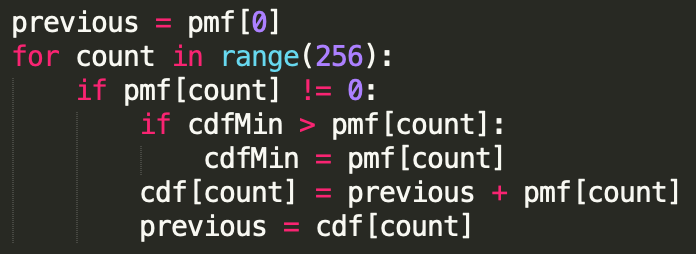 previous = pmf[0]
for count in range(256):
    if pmf[count] != 0:
        if cdfMin > pmf[count]:
            cdfMin = pmf[count]
        cdf[count] = previous + pmf[count]
        previous = cdf[count]